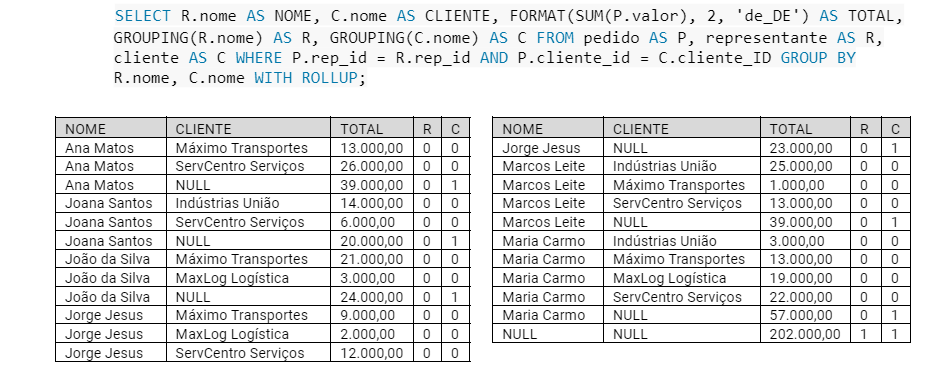 SELECT R.nome AS NOME, C.nome AS CLIENTE, FORMAT(SUM(P.valor), 2, 'de_DE') AS TOTAL,
GROUPING(R.nome) AS R, GROUPING(C.nome) AS C FROM pedido AS P, representante AS R,
cliente AS C WHERE P.rep_id = R.rep_id AND P.cliente_id = C.cliente_ID GROUP BY
R.nome, C.nome WITH ROLLUP;
NOME CLIENTE TOTAL R C
Ana Matos Máximo Transportes 13.000,00 0 0
Ana Matos ServCentro Serviços 26.000,00 0 0
Ana Matos NULL 39.000,00 0 1
Joana Santos Indústrias União 14.000,00 0 0
Joana Santos ServCentro Serviços 6.000,00 0 0
Joana Santos NULL 20.000,00 0 1
João da Silva Máximo Transportes 21.000,00 0 0
João da Silva MaxLog Logística 3.000,00 0 0
João da Silva NULL 24.000,00 0 1
Jorge Jesus Máximo Transportes 9.000,00 0 0
Jorge Jesus MaxLog Logística 2.000,00 0 0
Jorge Jesus ServCentro Serviços 12.000,00 0 0
NOME CLIENTE TOTAL R C
Jorge Jesus NULL 23.000,00 0 1
Marcos Leite Indústrias União 25.000,00 0 0
Marcos Leite Máximo Transportes 1.000,00 0 0
Marcos Leite ServCentro Serviços 13.000,00 0 0
Marcos Leite NULL 39.000,00 0 1
Maria Carmo Indústrias União 3.000,00 0 0
Maria Carmo Máximo Transportes 13.000,00 0 0
Maria Carmo MaxLog Logística 19.000,00 0 0
Maria Carmo ServCentro Serviços 22.000,00 0 0
Maria Carmo NULL 57.000,00 0 1
NULL NULL 202.000,00 1 1